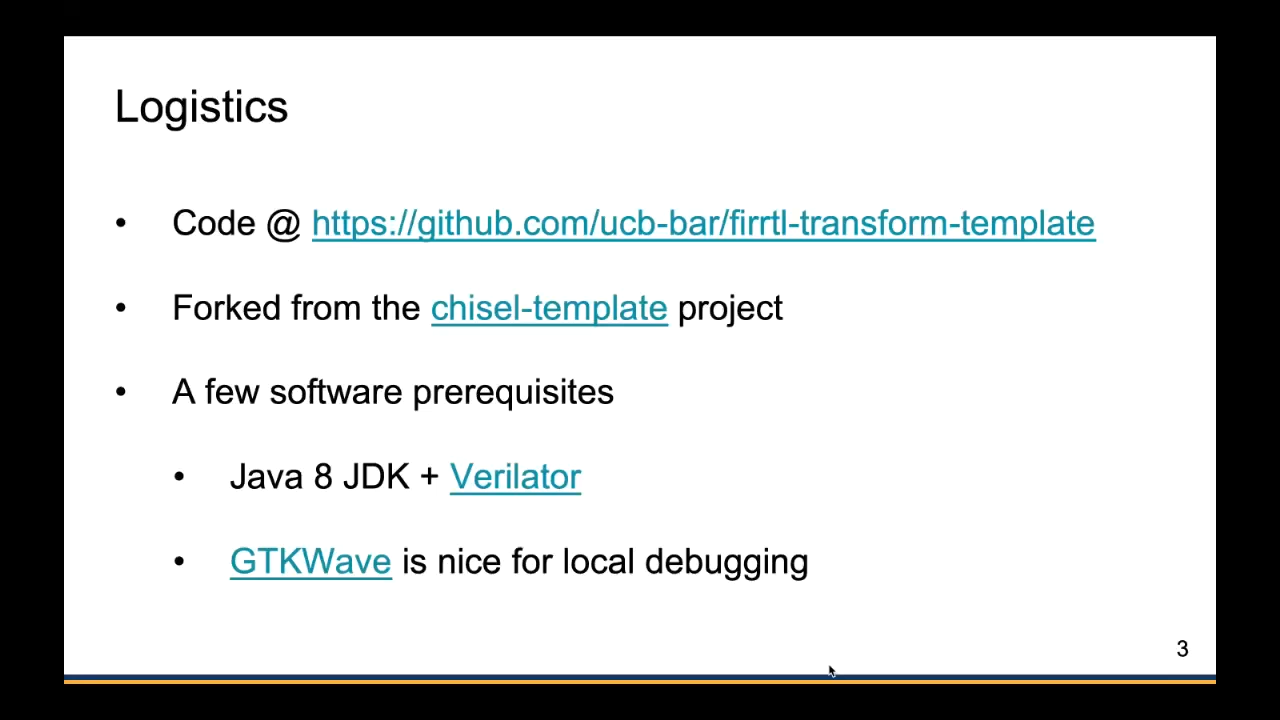 Logistics
• Code @ https://github.com/ucb-bar/firrtl-transform-template
• Forked from the chisel-template project
• A few software prerequisites
• Java 8 JDK + Verilator
• GTKWave is nice for local debugging
3